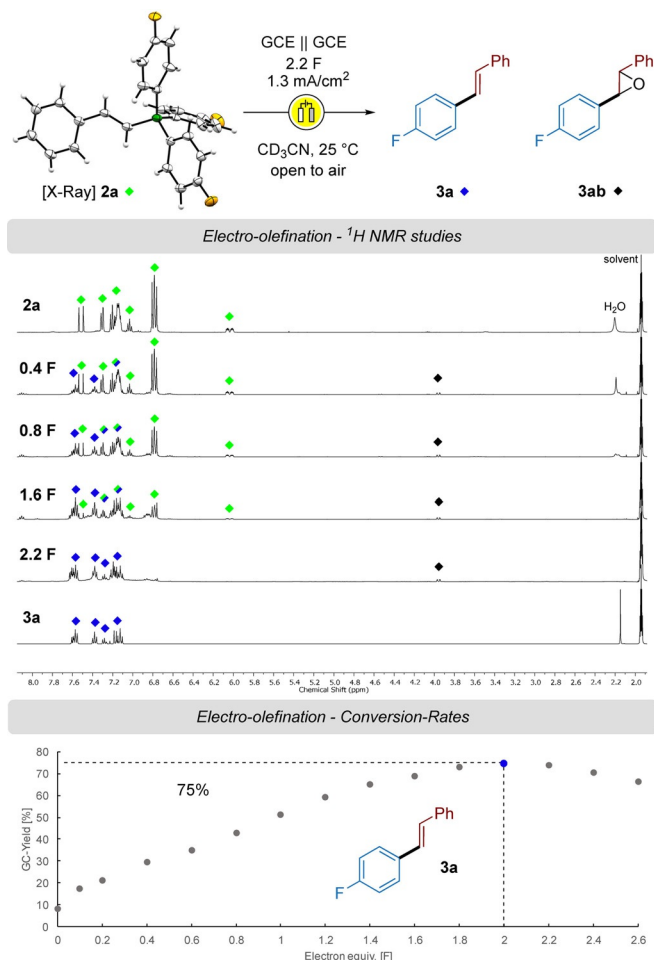 GCE || GCE
2.2 F
1.3 mA/cm²
CD₃CN, 25 °C
open to air
[X-Ray] 2a
Ph
F
3a
Ph
O
F
3ab
Electro-olefination - ¹H NMR studies
solvent
2a
H₂O
0.4 F
0.8 F
1.6 F
2.2 F
3a
8.0 7.8 7.6 7.4 7.2 7.0 6.8 6.6 6.4 6.2 6.0 5.8 5.6 5.4 5.2 5.0 4.8 4.6 4.4 4.2 4.0 3.8 3.6 3.4 3.2 3.0 2.8 2.6 2.4 2.2 2.0
Chemical Shift (ppm)
Electro-olefination - Conversion-Rates
80
70
60
50
40
30
20
10
0
GC-Yield [%]
75%
Ph
F
3a
0 0.2 0.4 0.6 0.8 1 1.2 1.4 1.6 1.8 2 2.2 2.4 2.6
Electron equiv. [F]